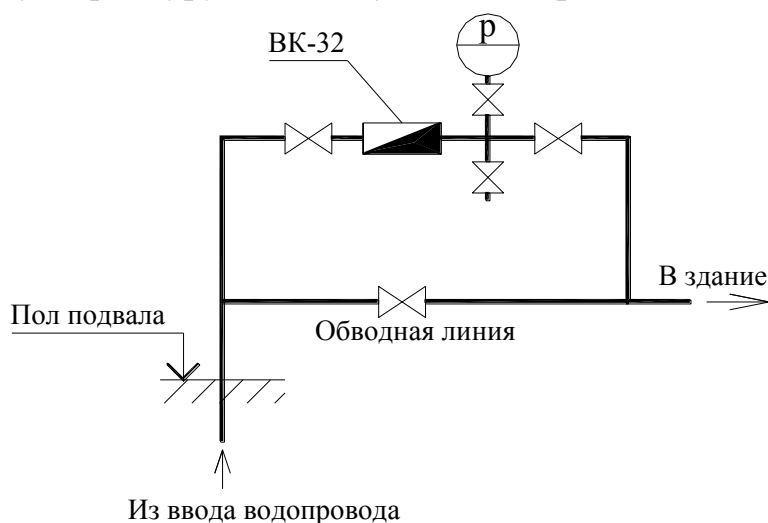 p
ВК-32
В здание
Пол подвала
Обводная линия
Из ввода водопровода